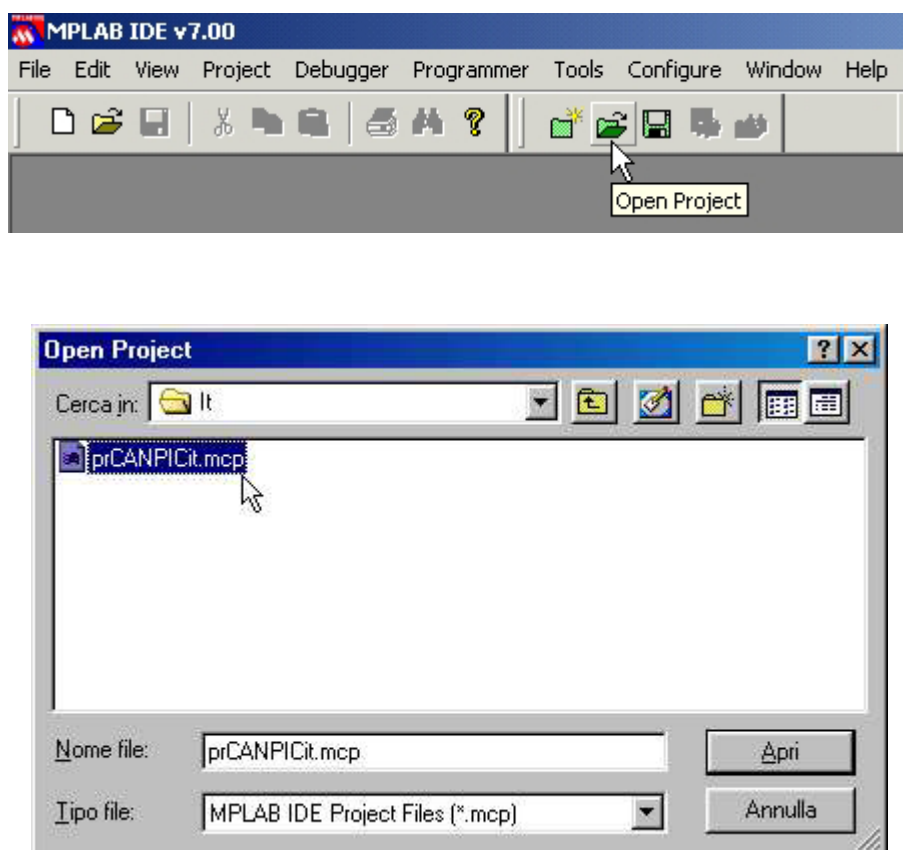 MPLAB IDE v7.00
File Edit View Project Debugger Programmer Tools Configure Window Help
Open Project
Open Project
Cerca in: It
prCANPICit.mcp
Nome file: prCANPICit.mcp Apri
Tipo file: MPLAB IDE Project Files (*.mcp) Annulla